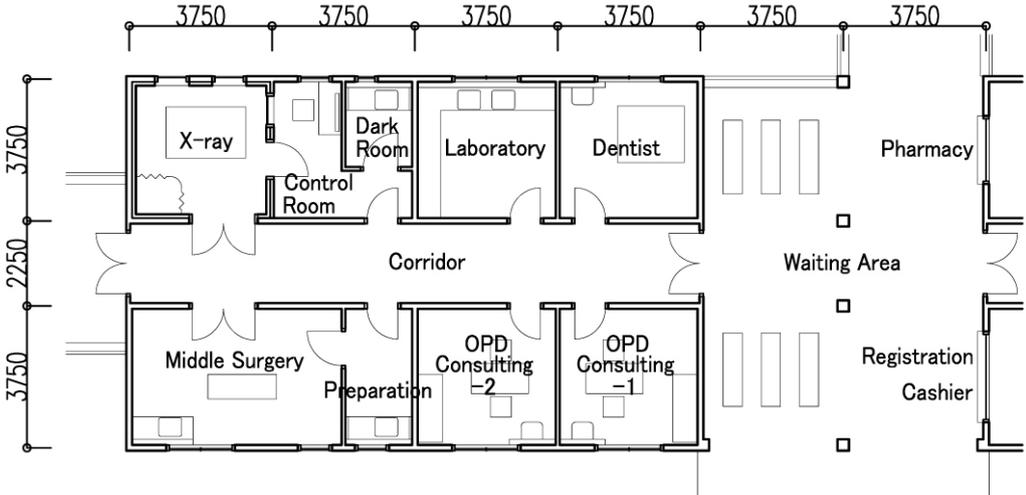 3750 3750 3750 3750 3750 3750
3750
2250
3750
X-ray
Control
Room
Dark
Room
Laboratory
Dentist
Pharmacy
Corridor
Waiting Area
Middle Surgery
Preparation
OPD
Consulting
-2
OPD
Consulting
-1
Registration
Cashier